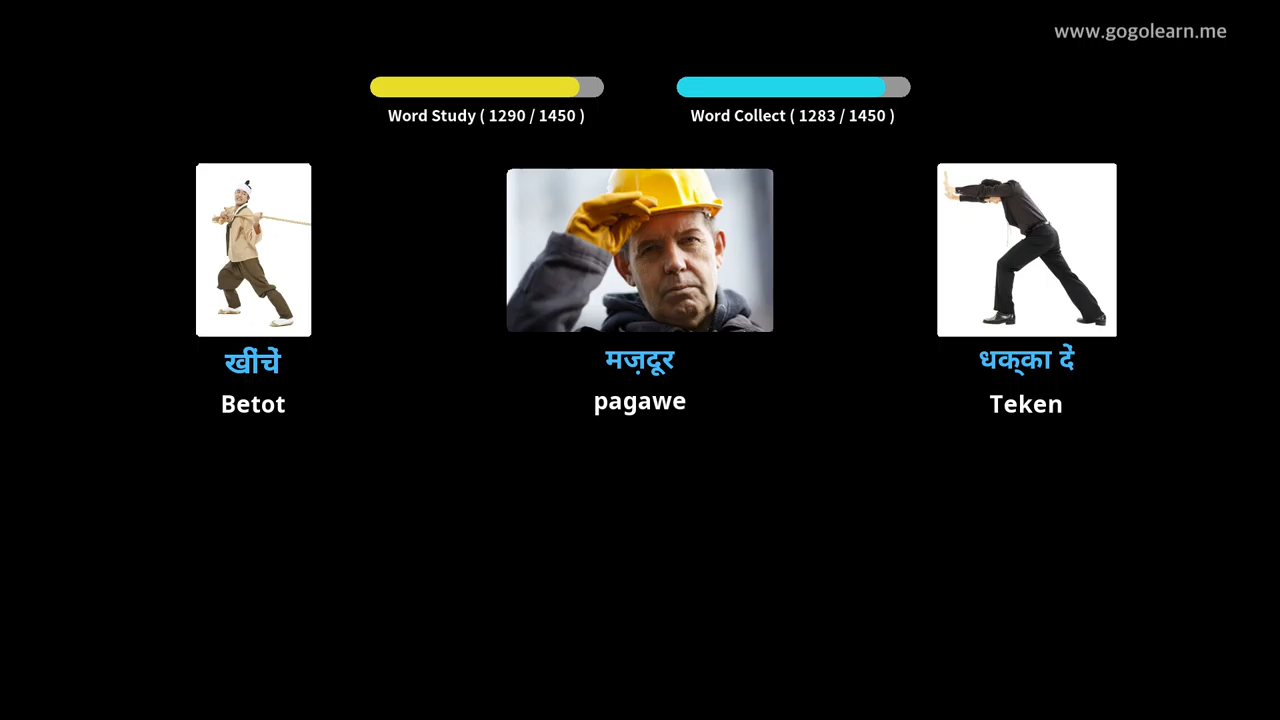 www.gogolearn.me
Word Study ( 1290 / 1450 )
Word Collect ( 1283 / 1450 )
खींचें
मज़दूर
धक्का दें
Betot
pagawe
Teken